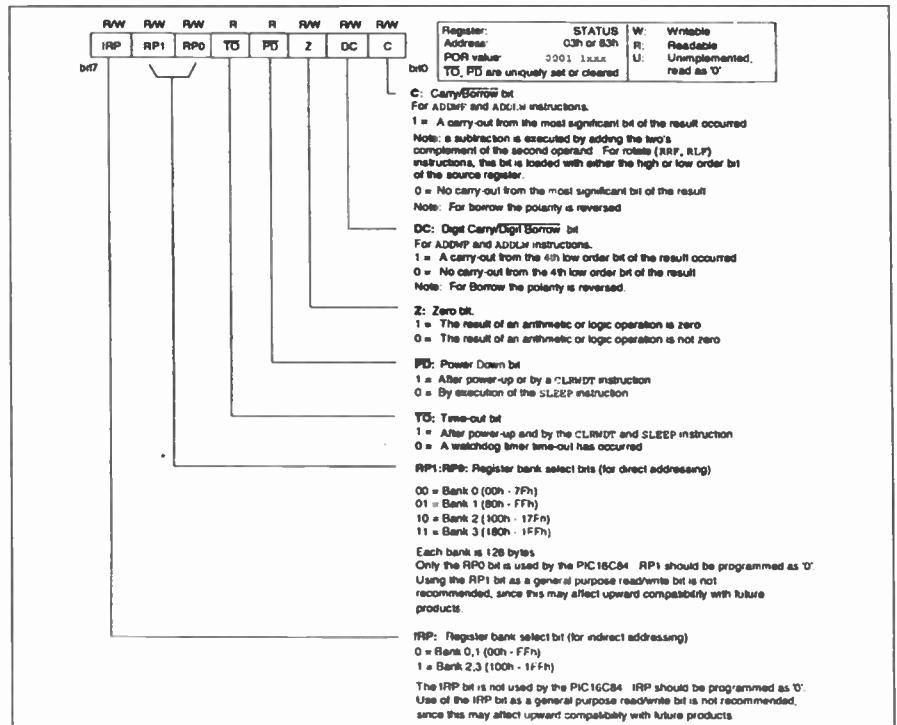 R/W R/W R/W R R R/W R/W R/W
IRP RP1 RP0 TO PD Z DC C
bit7 bit0
Register: STATUS W: Writable
Address: 03h or 83h R: Readable
POR value: 0001 1xxx U: Unimplemented,
TO, PD are uniquely set or cleared read as '0'
C: Carry/Borrow bit
For ADDWF and ADDLW instructions.
1 = A carry-out from the most significant bit of the result occurred
Note: a subtraction is executed by adding the two's
complement of the second operand For rotate (RRF, RLF)
instructions, this bit is loaded with either the high or low order bit
of the source register.
0 = No carry-out from the most significant bit of the result
Note: For borrow the polarity is reversed
DC: Digit Carry/Digit Borrow bit
For ADDWF and ADDLW instructions.
1 = A carry-out from the 4th low order bit of the result occurred
0 = No carry-out from the 4th low order bit of the result
Note: For Borrow the polarity is reversed.
Z: Zero bit.
1 = The result of an arithmetic or logic operation is zero
0 = The result of an arithmetic or logic operation is not zero
PD: Power Down bit
1 = After power-up or by a CLRWDT instruction
0 = By execution of the SLEEP instruction
TO: Time-out bit
1 = After power-up and by the CLRWDT and SLEEP instruction
0 = A watchdog timer time-out has occurred
RP1:RP0: Register bank select bits (for direct addressing)
00 = Bank 0 (00h - 7Fh)
01 = Bank 1 (80h - FFh)
10 = Bank 2 (100h - 17Fh)
11 = Bank 3 (180h - 1FFh)
Each bank is 128 bytes
Only the RP0 bit is used by the PIC16C84 RP1 should be programmed as '0'.
Using the RP1 bit as a general purpose read/write bit is not
recommended, since this may affect upward compatibility with future
products.
IRP: Register bank select bit (for indirect addressing)
0 = Bank 0,1 (00h - FFh)
1 = Bank 2,3 (100h - 1FFh)
The IRP bit is not used by the PIC16C84 IRP should be programmed as '0'.
Use of the IRP bit as a general purpose read/write bit is not recommended,
since this may affect upward compatibility with future products